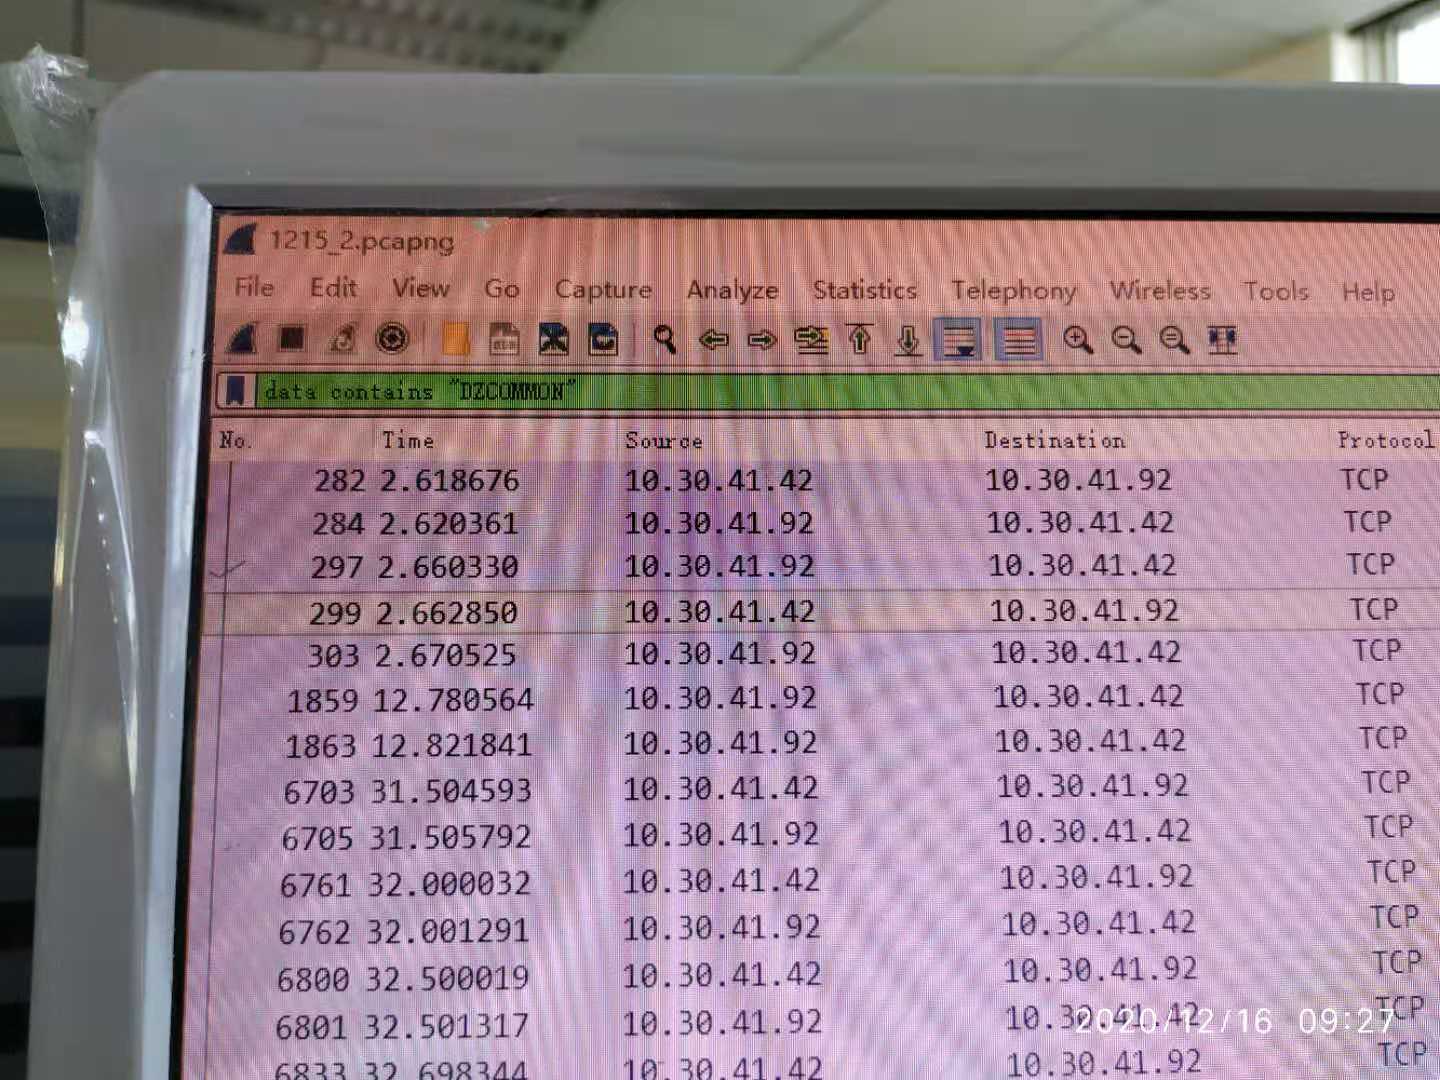 1215_2.pcapng
File Edit View Go Capture Analyze Statistics Telephony Wireless Tools Help
data contains "DZCOMMON"
No. Time Source Destination Protocol
282 2.618676 10.30.41.42 10.30.41.92 TCP
284 2.620361 10.30.41.92 10.30.41.42 TCP
297 2.660330 10.30.41.92 10.30.41.42 TCP
299 2.662850 10.30.41.42 10.30.41.92 TCP
303 2.670525 10.30.41.92 10.30.41.42 TCP
1859 12.780564 10.30.41.92 10.30.41.42 TCP
1863 12.821841 10.30.41.92 10.30.41.42 TCP
6703 31.504593 10.30.41.42 10.30.41.92 TCP
6705 31.505792 10.30.41.92 10.30.41.42 TCP
6761 32.000032 10.30.41.42 10.30.41.92 TCP
6762 32.001291 10.30.41.92 10.30.41.42 TCP
6800 32.500019 10.30.41.42 10.30.41.92 TCP
6801 32.501317 10.30.41.92 10.30.41.42 TCP
2020/12/16 09:27
6833 32.698344 10.30.41.42 10.30.41.92 TCP